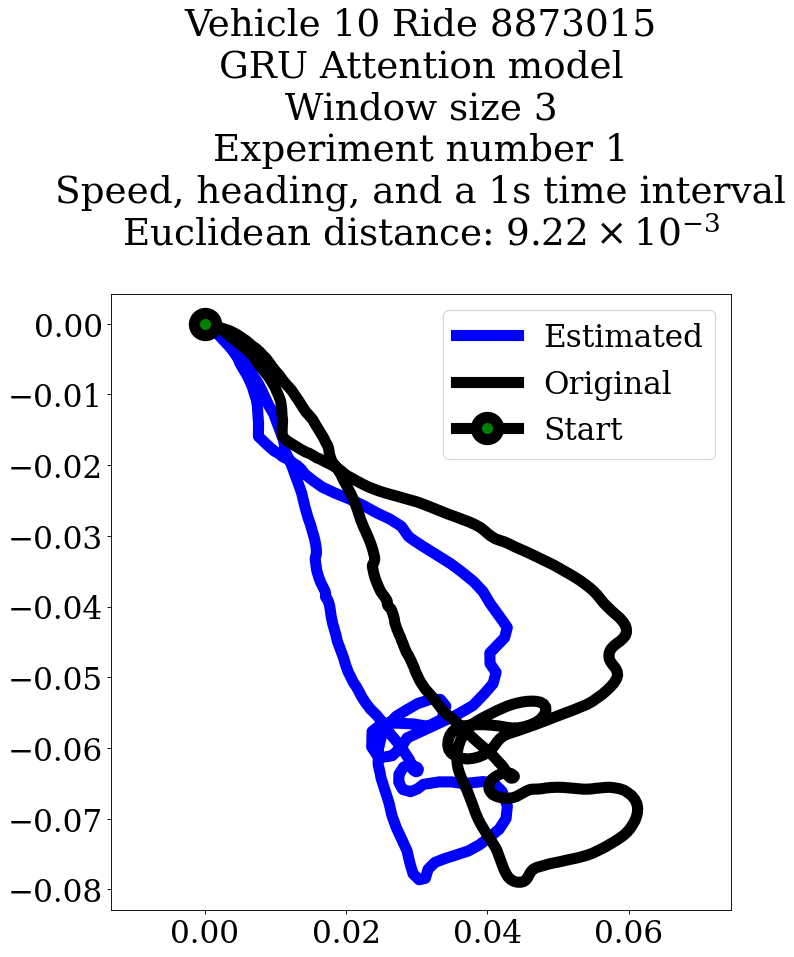 Vehicle 10 Ride 8873015
GRU Attention model
Window size 3
Experiment number 1
Speed, heading, and a 1s time interval
Euclidean distance: 9.22 × 10⁻³
Estimated
Original
Start
0.00
−0.01
−0.02
−0.03
−0.04
−0.05
−0.06
−0.07
−0.08
0.00 0.02 0.04 0.06